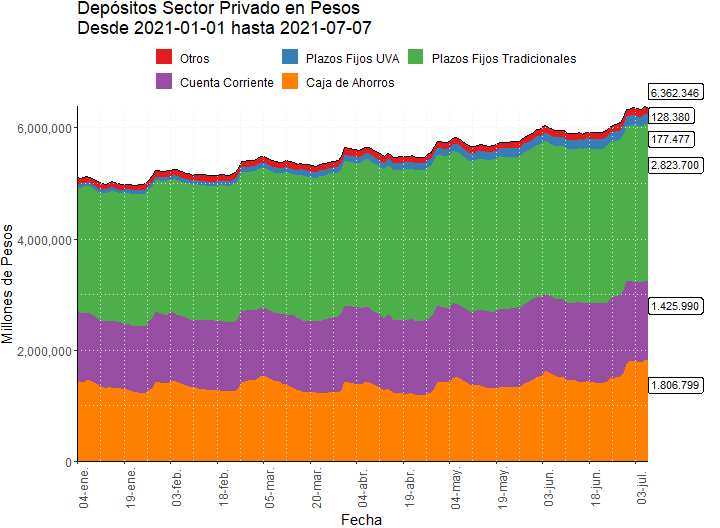 Depósitos Sector Privado en Pesos
Desde 2021-01-01 hasta 2021-07-07
Otros
Plazos Fijos UVA
Plazos Fijos Tradicionales
Cuenta Corriente
Caja de Ahorros
Millones de Pesos
6,000,000
4,000,000
2,000,000
0
6.362.346
128.380
177.477
2.823.700
1.425.990
1.806.799
04-ene.
19-ene.
03-feb.
18-feb.
05-mar.
20-mar.
04-abr.
19-abr.
04-may.
19-may.
03-jun.
18-jun.
03-jul.
Fecha